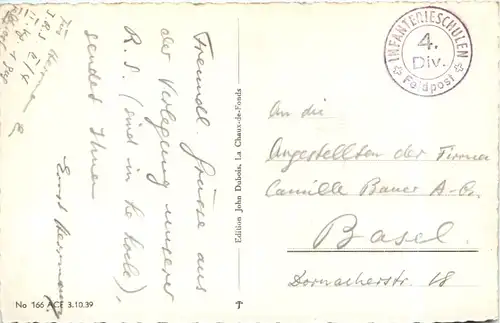 Freundl. Grüsse aus
der Verlegung unserer
R. S. (sind in Le Locle),
sendet Ihnen
Ernst
Edition John Dubois, La Chaux-de-Fonds
INFANTERIESCHULEN
4.
Div.
Feldpost
An die
Angestellten der Firma
Camille Bauer A-G.
Basel
Dornacherstr. 18
No 166 ACF 3.10.39